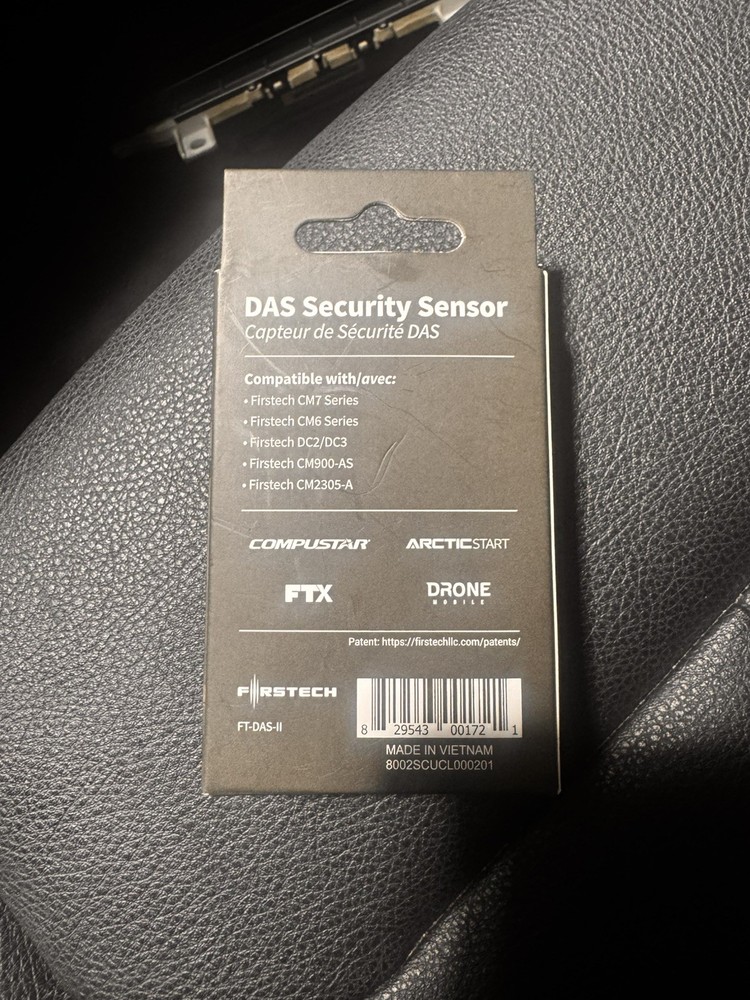 DAS Security Sensor
Capteur de Sécurité DAS
Compatible with/avec:
• Firstech CM7 Series
• Firstech CM6 Series
• Firstech DC2/DC3
• Firstech CM900-AS
• Firstech CM2305-A
COMPUSTAR ARCTICSTART
FTX DRONE MOBILE
Patent: https://firstechllc.com/patents/
FIRSTECH
FT-DAS-II
8 29543 00172 1
MADE IN VIETNAM
8002SCUCL000201